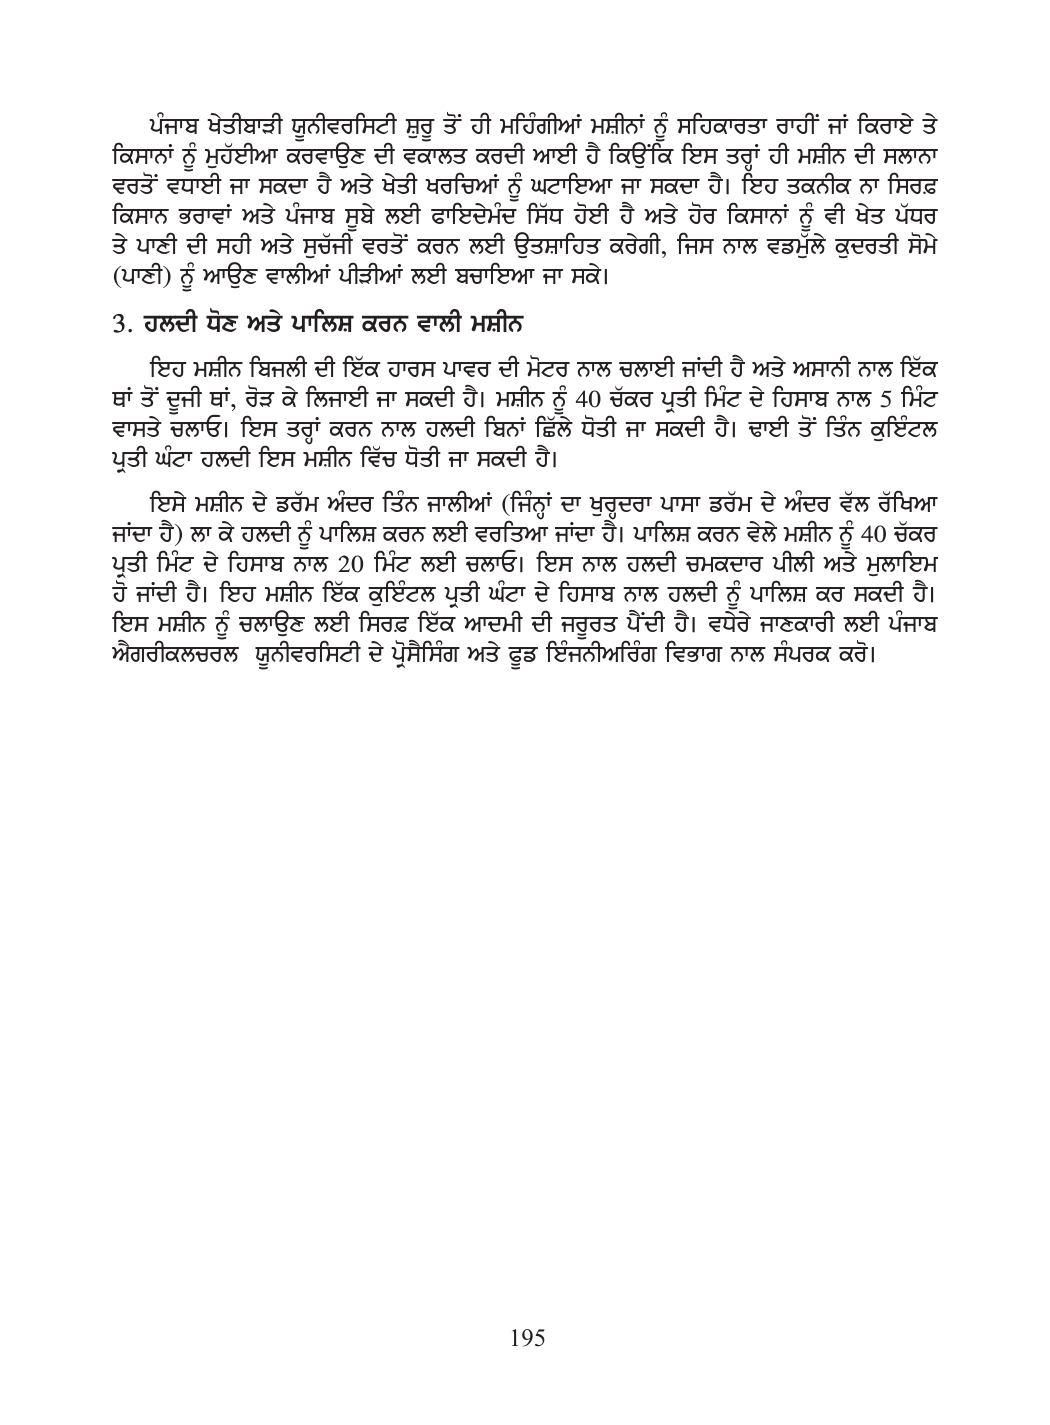 ਪੰਜਾਬ ਖੇਤੀਬਾੜੀ ਯੂਨੀਵਰਸਿਟੀ ਸ਼ੁਰੂ ਤੋਂ ਹੀ ਮਹਿੰਗੀਆਂ ਮਸ਼ੀਨਾਂ ਨੂੰ ਸਹਿਕਾਰਤਾ ਰਾਹੀਂ ਜਾਂ ਕਿਰਾਏ ਤੇ
ਕਿਸਾਨਾਂ ਨੂੰ ਮੁਹੱਈਆ ਕਰਵਾਉਣ ਦੀ ਵਕਾਲਤ ਕਰਦੀ ਆਈ ਹੈ ਕਿਉਂਕਿ ਇਸ ਤਰ੍ਹਾਂ ਹੀ ਮਸ਼ੀਨ ਦੀ ਸਲਾਨਾ
ਵਰਤੋਂ ਵਧਾਈ ਜਾ ਸਕਦਾ ਹੈ ਅਤੇ ਖੇਤੀ ਖਰਚਿਆਂ ਨੂੰ ਘਟਾਇਆ ਜਾ ਸਕਦਾ ਹੈ। ਇਹ ਤਕਨੀਕ ਨਾ ਸਿਰਫ਼
ਕਿਸਾਨ ਭਰਾਵਾਂ ਅਤੇ ਪੰਜਾਬ ਸੂਬੇ ਲਈ ਫਾਇਦੇਮੰਦ ਸਿੱਧ ਹੋਈ ਹੈ ਅਤੇ ਹੋਰ ਕਿਸਾਨਾਂ ਨੂੰ ਵੀ ਖੇਤ ਪੱਧਰ
ਤੇ ਪਾਣੀ ਦੀ ਸਹੀ ਅਤੇ ਸੁਚੱਜੀ ਵਰਤੋਂ ਕਰਨ ਲਈ ਉਤਸ਼ਾਹਿਤ ਕਰੇਗੀ, ਜਿਸ ਨਾਲ ਵਡਮੁੱਲੇ ਕੁਦਰਤੀ ਸੋਮੇ
(ਪਾਣੀ) ਨੂੰ ਆਉਣ ਵਾਲੀਆਂ ਪੀੜੀਆਂ ਲਈ ਬਚਾਇਆ ਜਾ ਸਕੇ।
3. ਹਲਦੀ ਧੋਣ ਅਤੇ ਪਾਲਿਸ਼ ਕਰਨ ਵਾਲੀ ਮਸ਼ੀਨ
ਇਹ ਮਸ਼ੀਨ ਬਿਜਲੀ ਦੀ ਇੱਕ ਹਾਰਸ ਪਾਵਰ ਦੀ ਮੋਟਰ ਨਾਲ ਚਲਾਈ ਜਾਂਦੀ ਹੈ ਅਤੇ ਅਸਾਨੀ ਨਾਲ ਇੱਕ
ਥਾਂ ਤੋਂ ਦੂਜੀ ਥਾਂ, ਰੋੜ ਕੇ ਲਿਜਾਈ ਜਾ ਸਕਦੀ ਹੈ। ਮਸ਼ੀਨ ਨੂੰ 40 ਚੱਕਰ ਪ੍ਰਤੀ ਮਿੰਟ ਦੇ ਹਿਸਾਬ ਨਾਲ 5 ਮਿੰਟ
ਵਾਸਤੇ ਚਲਾਓ। ਇਸ ਤਰ੍ਹਾਂ ਕਰਨ ਨਾਲ ਹਲਦੀ ਬਿਨਾਂ ਛਿੱਲੇ ਧੋਤੀ ਜਾ ਸਕਦੀ ਹੈ। ਢਾਈ ਤੋਂ ਤਿੰਨ ਕੁਇੰਟਲ
ਪ੍ਰਤੀ ਘੰਟਾ ਹਲਦੀ ਇਸ ਮਸ਼ੀਨ ਵਿੱਚ ਧੋਤੀ ਜਾ ਸਕਦੀ ਹੈ।
ਇਸੇ ਮਸ਼ੀਨ ਦੇ ਡਰੱਮ ਅੰਦਰ ਤਿੰਨ ਜਾਲੀਆਂ (ਜਿੰਨ੍ਹਾਂ ਦਾ ਖੁਰ੍ਹਦਰਾ ਪਾਸਾ ਡਰੱਮ ਦੇ ਅੰਦਰ ਵੱਲ ਰੱਖਿਆ
ਜਾਂਦਾ ਹੈ) ਲਾ ਕੇ ਹਲਦੀ ਨੂੰ ਪਾਲਿਸ਼ ਕਰਨ ਲਈ ਵਰਤਿਆ ਜਾਂਦਾ ਹੈ। ਪਾਲਿਸ਼ ਕਰਨ ਵੇਲੇ ਮਸ਼ੀਨ ਨੂੰ 40 ਚੱਕਰ
ਪ੍ਰਤੀ ਮਿੰਟ ਦੇ ਹਿਸਾਬ ਨਾਲ 20 ਮਿੰਟ ਲਈ ਚਲਾਓ। ਇਸ ਨਾਲ ਹਲਦੀ ਚਮਕਦਾਰ ਪੀਲੀ ਅਤੇ ਮੁਲਾਇਮ
ਹੋ ਜਾਂਦੀ ਹੈ। ਇਹ ਮਸ਼ੀਨ ਇੱਕ ਕੁਇੰਟਲ ਪ੍ਰਤੀ ਘੰਟਾ ਦੇ ਹਿਸਾਬ ਨਾਲ ਹਲਦੀ ਨੂੰ ਪਾਲਿਸ਼ ਕਰ ਸਕਦੀ ਹੈ।
ਇਸ ਮਸ਼ੀਨ ਨੂੰ ਚਲਾਉਣ ਲਈ ਸਿਰਫ਼ ਇੱਕ ਆਦਮੀ ਦੀ ਜਰੂਰਤ ਪੈਂਦੀ ਹੈ। ਵਧੇਰੇ ਜਾਣਕਾਰੀ ਲਈ ਪੰਜਾਬ
ਐਗਰੀਕਲਚਰਲ ਯੂਨੀਵਰਸਿਟੀ ਦੇ ਪ੍ਰੋਸੈਸਿੰਗ ਅਤੇ ਫੂਡ ਇੰਜਨੀਅਰਿੰਗ ਵਿਭਾਗ ਨਾਲ ਸੰਪਰਕ ਕਰੋ।
195